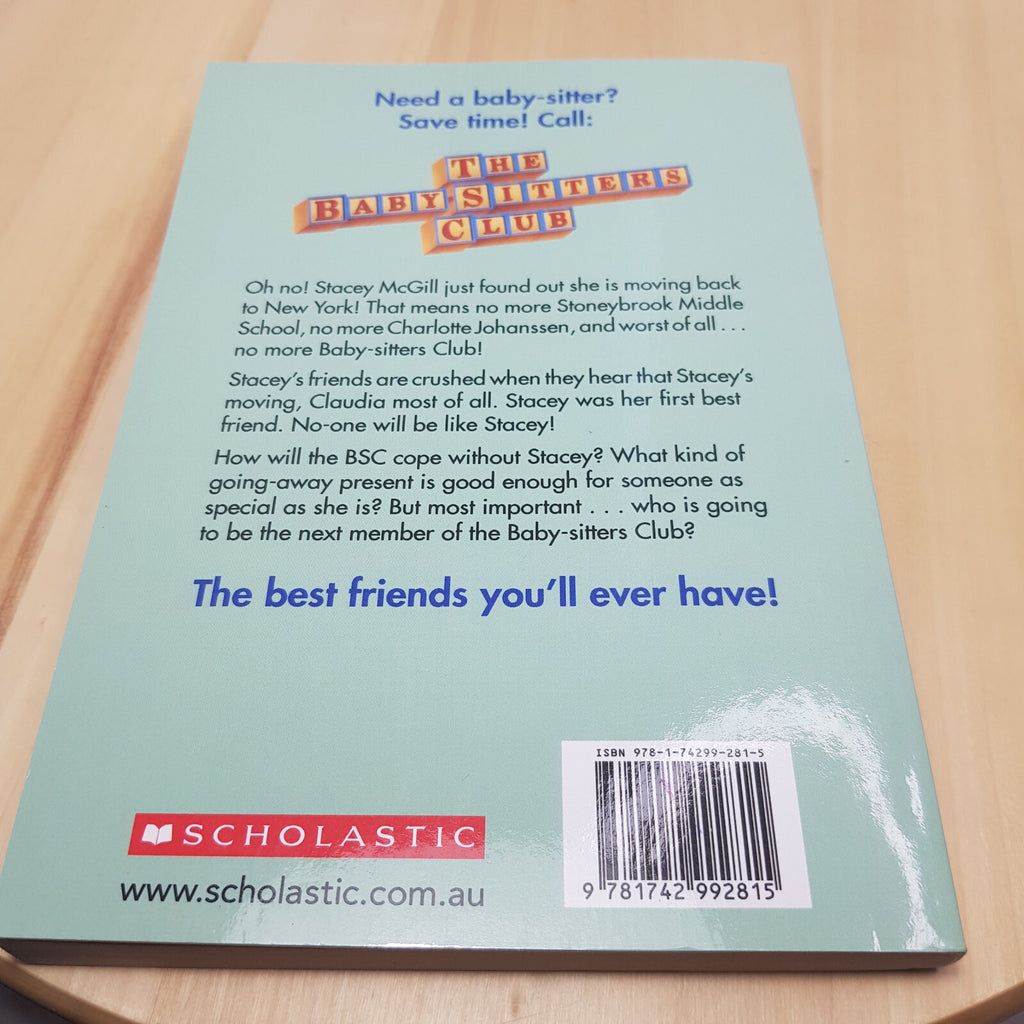 Need a baby-sitter?
Save time! Call:
THE
BABY-SITTERS
CLUB
Oh no! Stacey McGill just found out she is moving back
to New York! That means no more Stoneybrook Middle
School, no more Charlotte Johanssen, and worst of all . . .
no more Baby-sitters Club!
Stacey's friends are crushed when they hear that Stacey's
moving, Claudia most of all. Stacey was her first best
friend. No-one will be like Stacey!
How will the BSC cope without Stacey? What kind of
going-away present is good enough for someone as
special as she is? But most important . . . who is going
to be the next member of the Baby-sitters Club?
The best friends you'll ever have!
ISBN 978-1-74299-281-5
9 781742 992815
SCHOLASTIC
www.scholastic.com.au